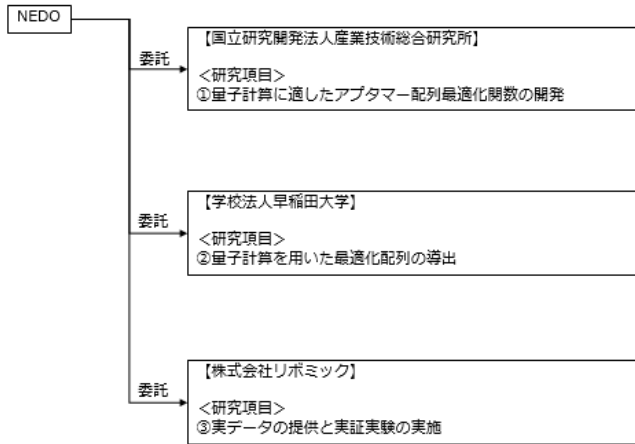 NEDO
委託
【国立研究開発法人産業技術総合研究所】
＜研究項目＞
①量子計算に適したアプタマー配列最適化関数の開発
委託
【学校法人早稲田大学】
＜研究項目＞
②量子計算を用いた最適化配列の導出
委託
【株式会社リボミック】
＜研究項目＞
③実データの提供と実証実験の実施